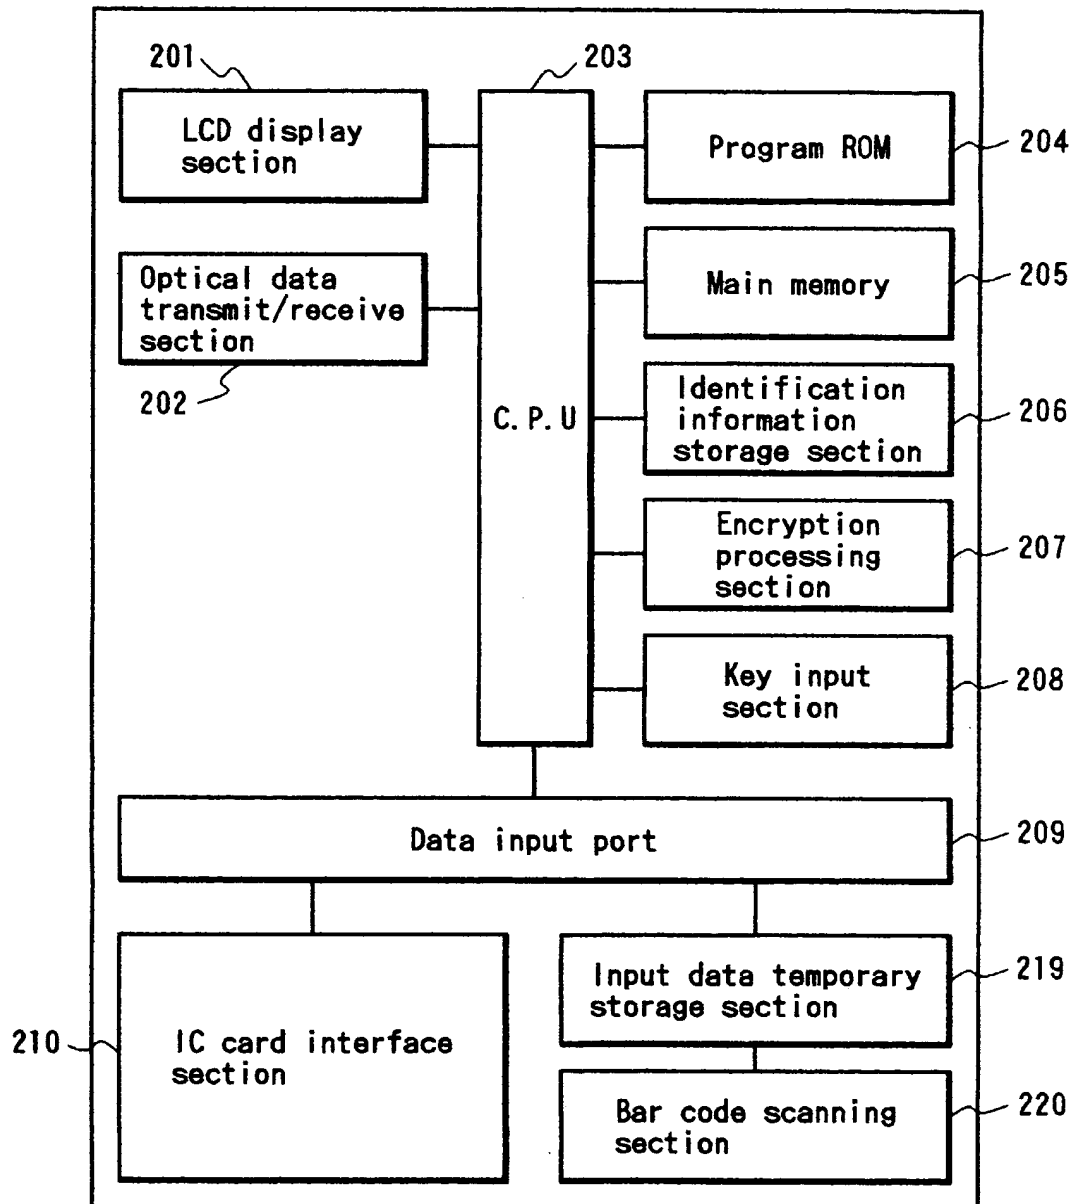 201
203
LCD display
section
Program ROM
204
Optical data
transmit/receive
section
202
Main memory
205
C.P.U
Identification
information
storage section
206
Encryption
processing
section
207
Key input
section
208
Data input port
209
IC card interface
section
210
Input data temporary
storage section
219
Bar code scanning
section
220